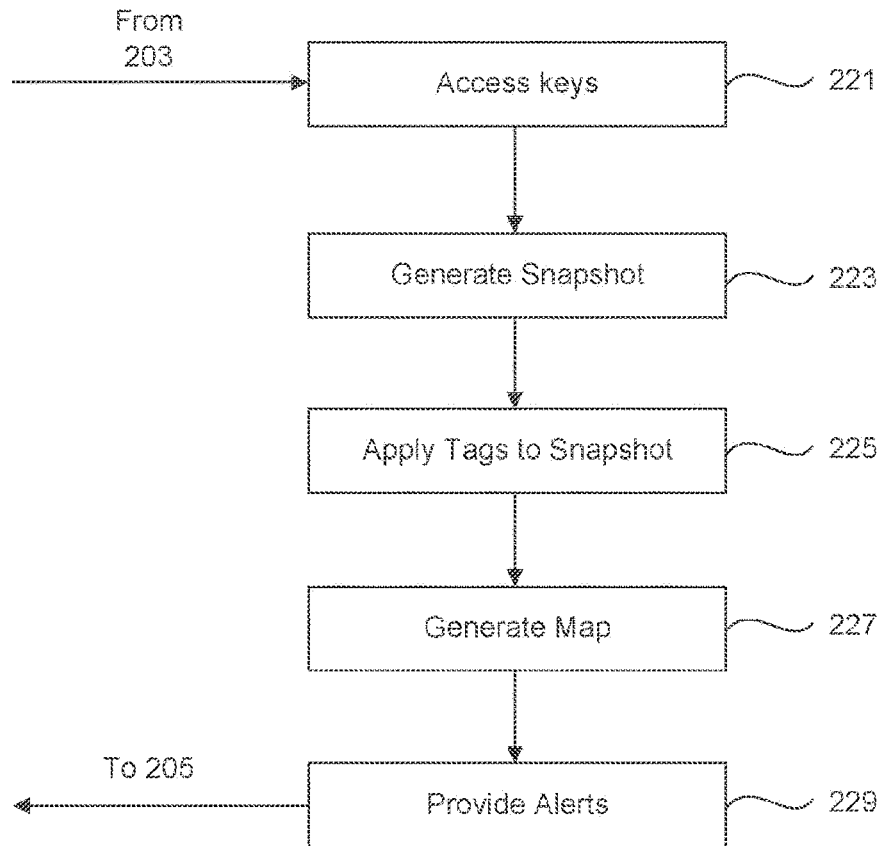 From
203
Access keys
221
Generate Snapshot
223
Apply Tags to Snapshot
225
Generate Map
227
To 205
Provide Alerts
229